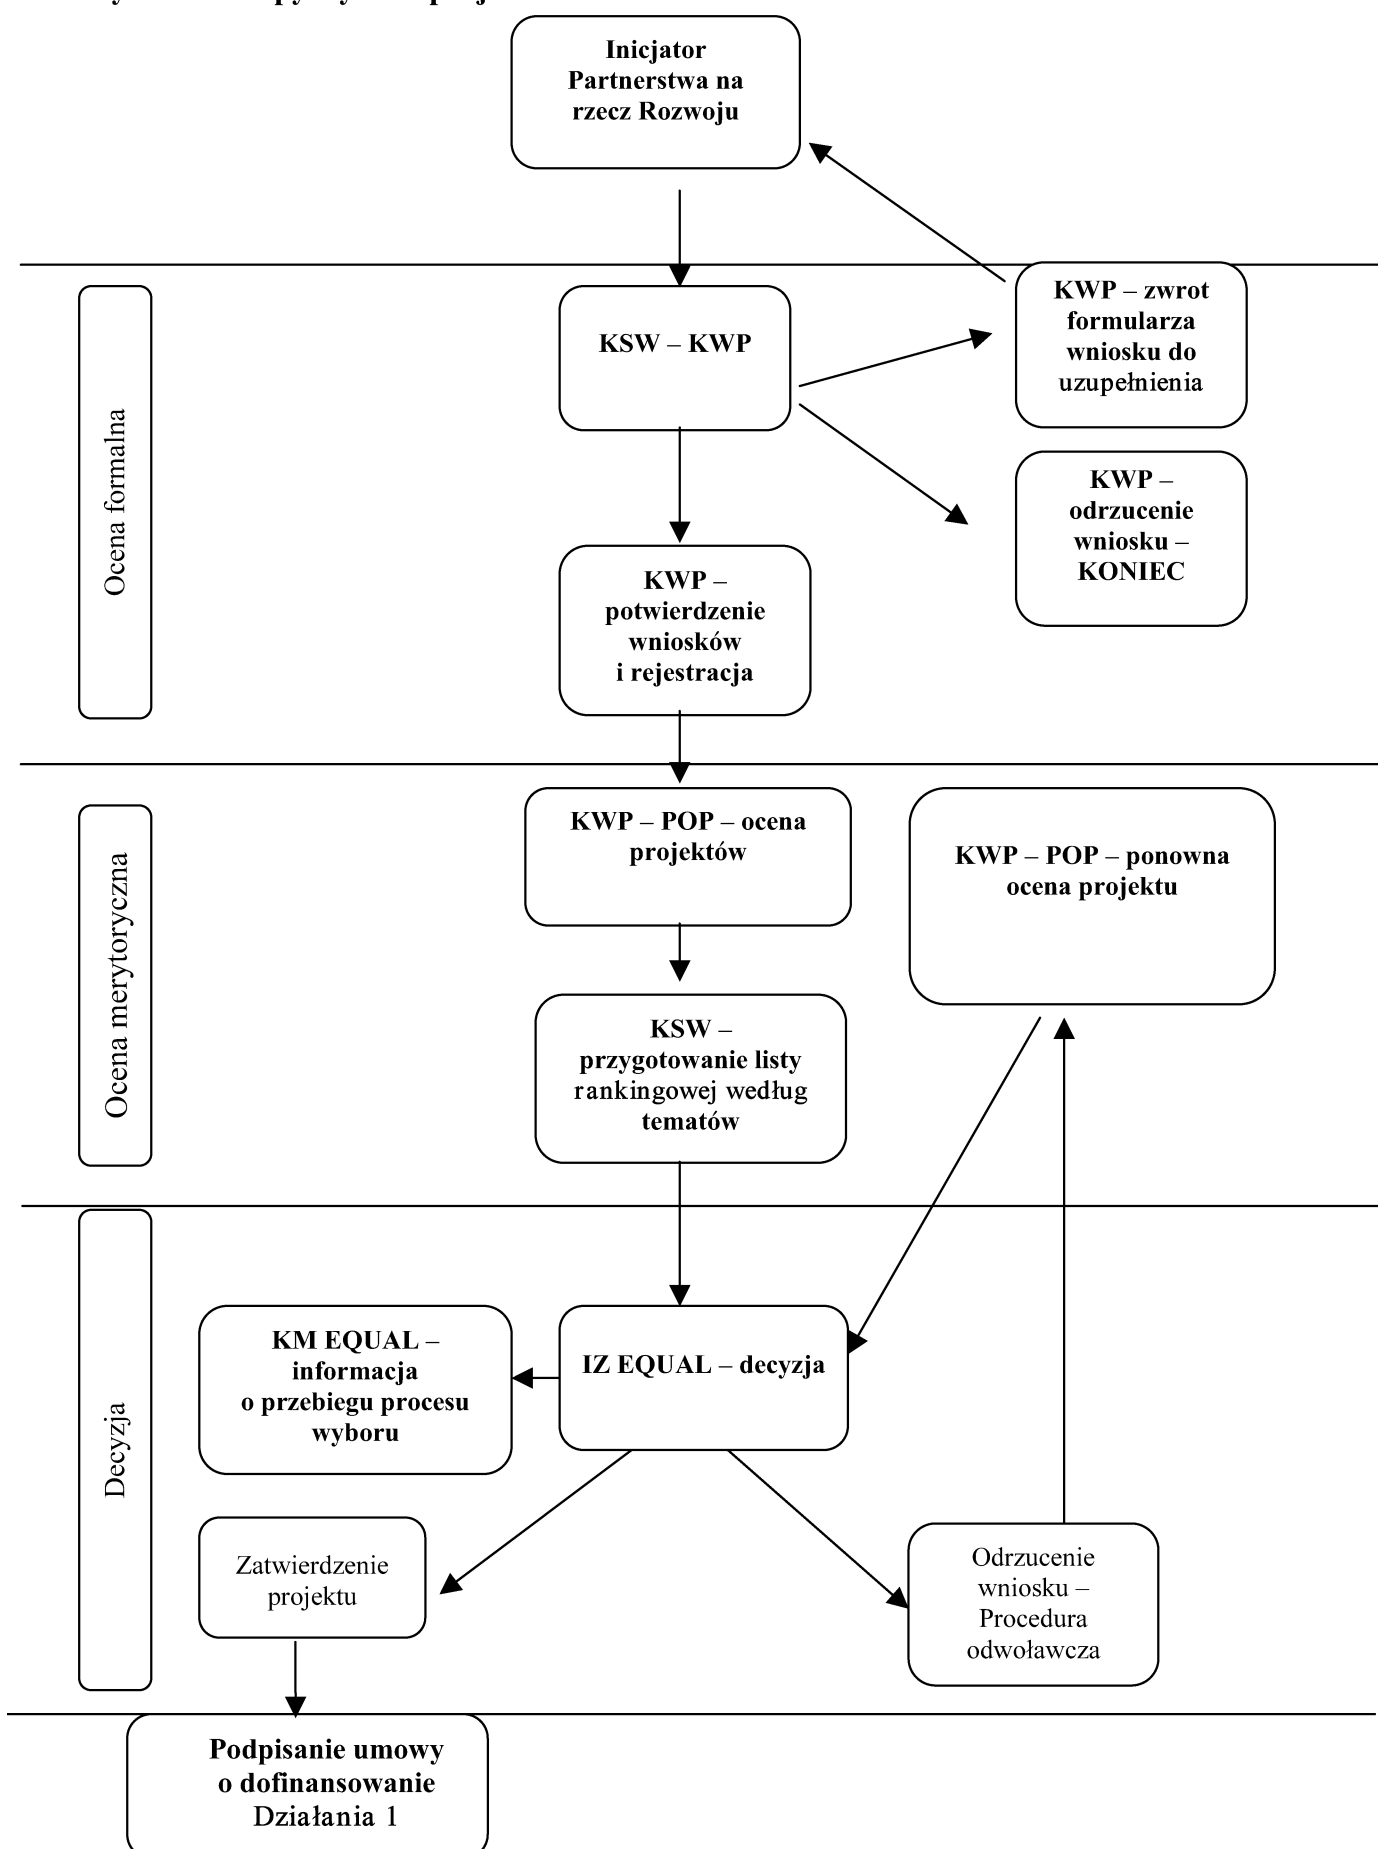 Inicjator
Partnerstwa na
rzecz Rozwoju
KWP – zwrot
formularza
wniosku do
uzupełnienia
KSW – KWP
Ocena formalna
KWP –
odrzucenie
wniosku –
KONIEC
KWP –
potwierdzenie
wniosków
i rejestracja
KWP – POP – ocena
projektów
KWP – POP – ponowna
ocena projektu
Ocena merytoryczna
KSW –
przygotowanie listy
rankingowej według
tematów
KM EQUAL –
informacja
o przebiegu procesu
wyboru
IZ EQUAL – decyzja
Decyzja
Zatwierdzenie
projektu
Odrzucenie
wniosku –
Procedura
odwoławcza
Podpisanie umowy
o dofinansowanie
Działania 1